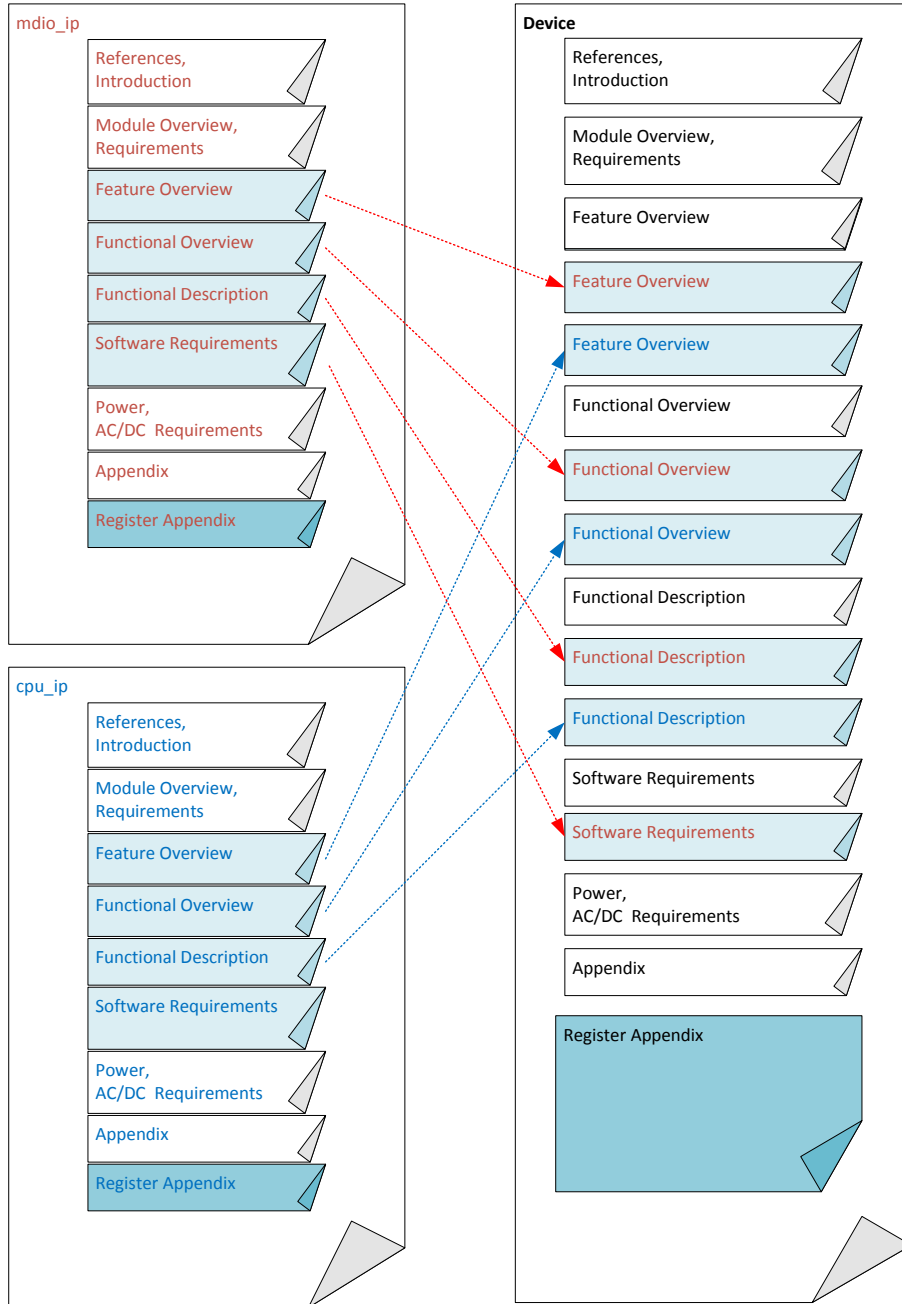 mdio_ip
References,
Introduction
Module Overview,
Requirements
Feature Overview
Functional Overview
Functional Description
Software Requirements
Power,
AC/DC  Requirements
Appendix
Register Appendix
cpu_ip
References,
Introduction
Module Overview,
Requirements
Feature Overview
Functional Overview
Functional Description
Software Requirements
Power,
AC/DC  Requirements
Appendix
Register Appendix
Device
References,
Introduction
Module Overview,
Requirements
Feature Overview
Feature Overview
Feature Overview
Functional Overview
Functional Overview
Functional Overview
Functional Description
Functional Description
Functional Description
Software Requirements
Software Requirements
Power,
AC/DC  Requirements
Appendix
Register Appendix